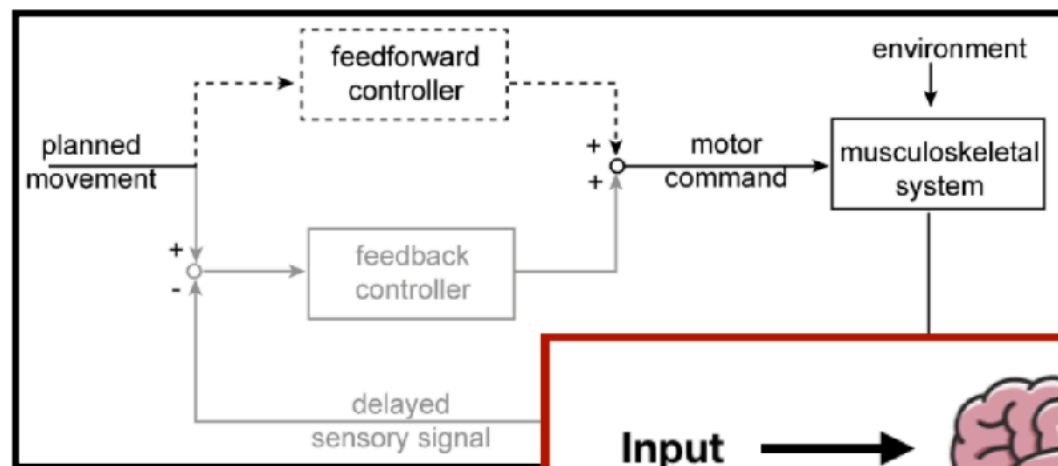 feedforward
controller
environment
planned
movement
+
+
motor
command
musculoskeletal
system
+
-
feedback
controller
delayed
sensory signal
Input